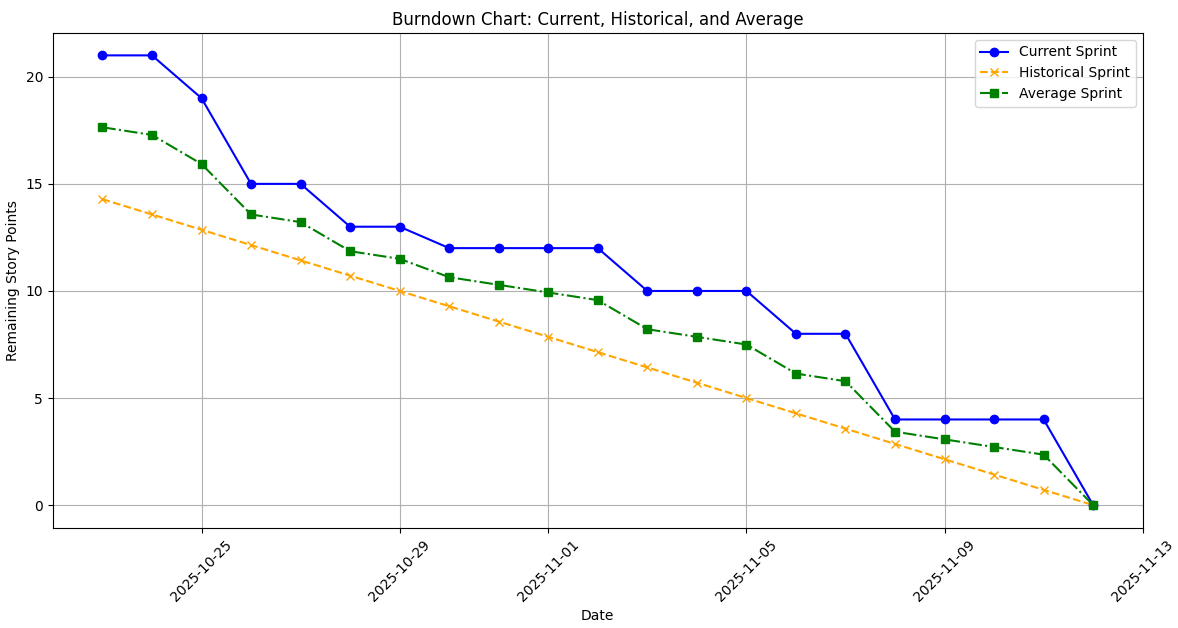 Burndown Chart: Current, Historical, and Average
Current Sprint
Historical Sprint
Average Sprint
Remaining Story Points
20
15
10
5
0
2025-10-25
2025-10-29
2025-11-01
2025-11-05
2025-11-09
2025-11-13
Date